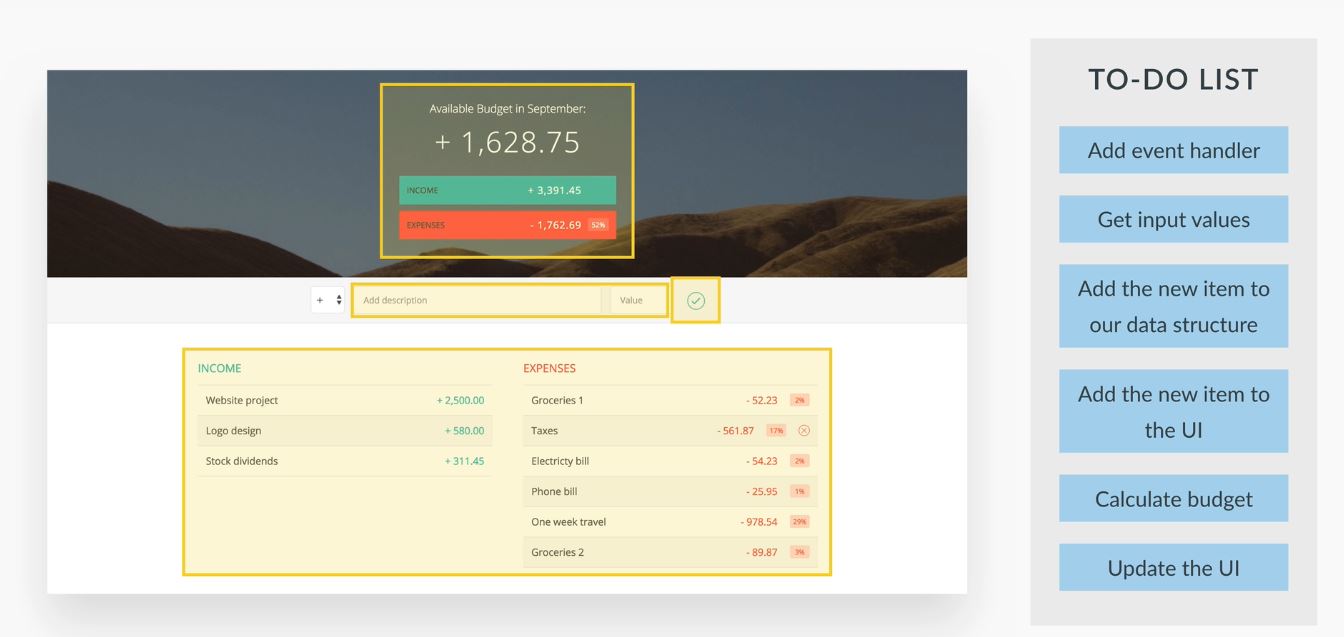 Available Budget in September:
+ 1,628.75
INCOME + 3,391.45
EXPENSES - 1,762.69 52%
+ Add description Value
INCOME
Website project + 2,500.00
Logo design + 580.00
Stock dividends + 311.45
EXPENSES
Groceries 1 - 52.23 2%
Taxes - 561.87 17%
Electricty bill - 54.23 2%
Phone bill - 25.95 1%
One week travel - 978.54 29%
Groceries 2 - 89.87 3%
TO-DO LIST
Add event handler
Get input values
Add the new item to
our data structure
Add the new item to
the UI
Calculate budget
Update the UI